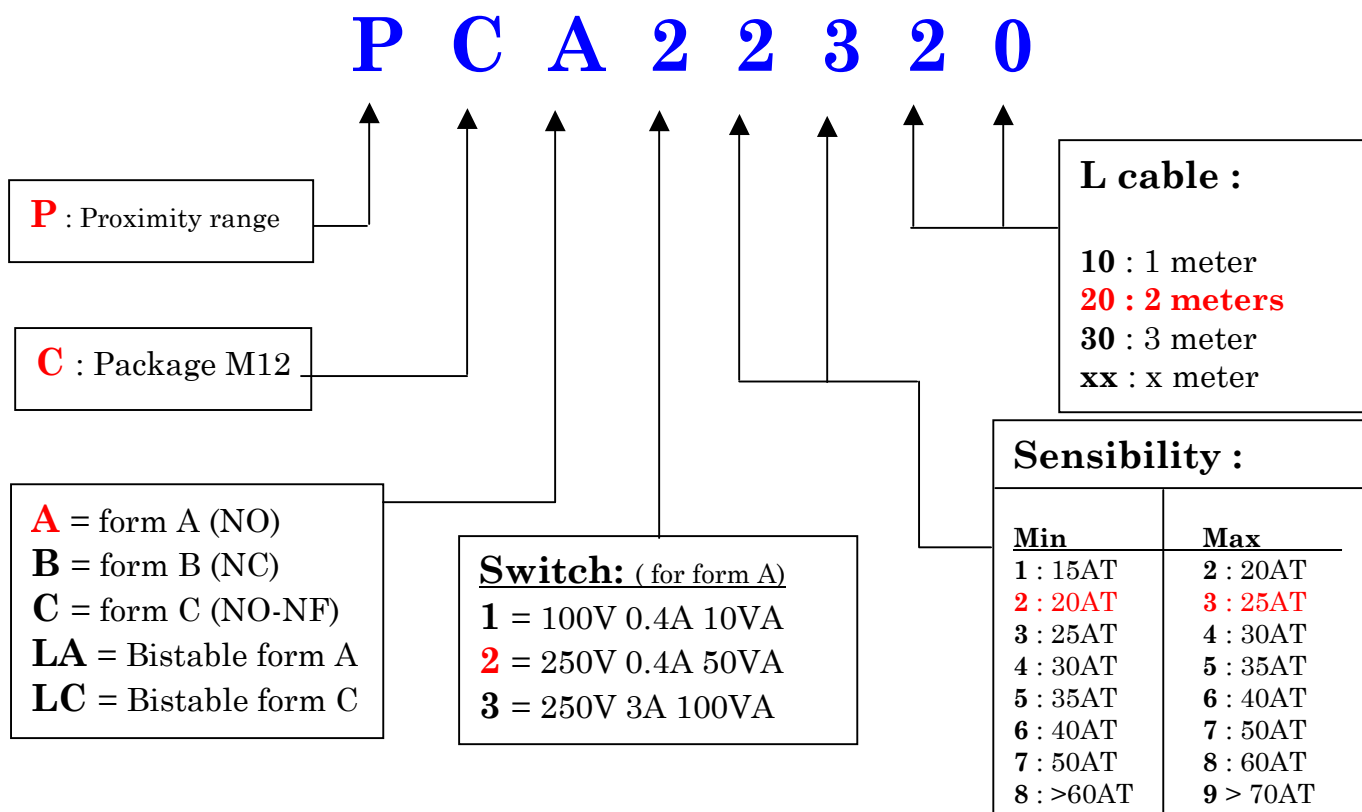 P C A 2 2 3 2 0
P : Proximity range
C : Package M12
A = form A (NO)
B = form B (NC)
C = form C (NO-NF)
LA = Bistable form A
LC = Bistable form C
Switch: ( for form A)
1 = 100V 0.4A 10VA
2 = 250V 0.4A 50VA
3 = 250V 3A 100VA
L cable :
10 : 1 meter
20 : 2 meters
30 : 3 meter
xx : x meter
Sensibility :
Min Max
1 : 15AT 2 : 20AT
2 : 20AT 3 : 25AT
3 : 25AT 4 : 30AT
4 : 30AT 5 : 35AT
5 : 35AT 6 : 40AT
6 : 40AT 7 : 50AT
7 : 50AT 8 : 60AT
8 : >60AT 9 > 70AT